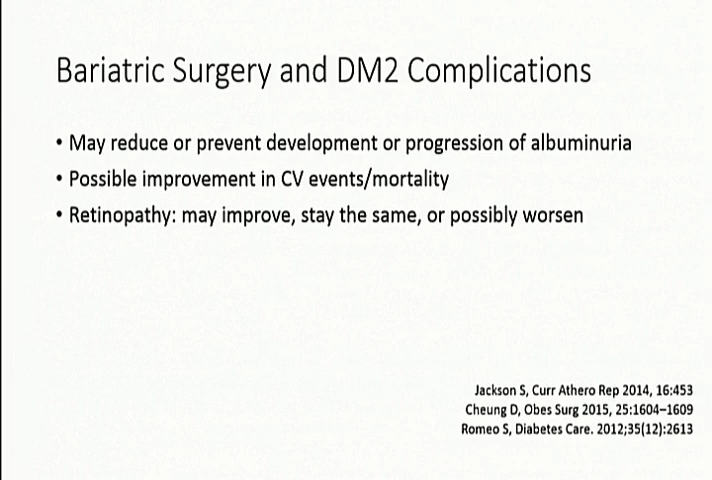 Bariatric Surgery and DM2 Complications
• May reduce or prevent development or progression of albuminuria
• Possible improvement in CV events/mortality
• Retinopathy: may improve, stay the same, or possibly worsen
Jackson S, Curr Athero Rep 2014, 16:453
Cheung D, Obes Surg 2015, 25:1604–1609
Romeo S, Diabetes Care. 2012;35(12):2613